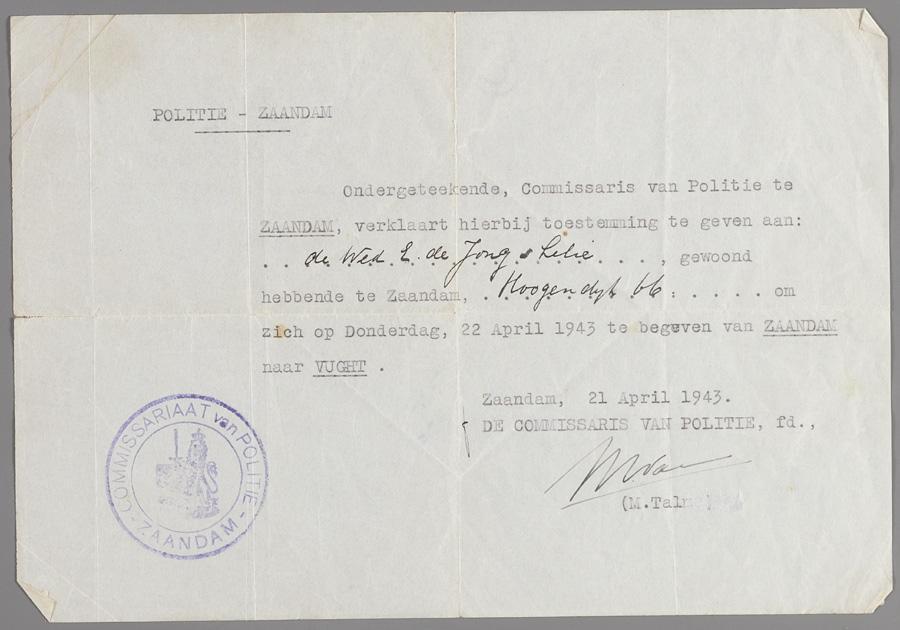 POLITIE - ZAANDAM
Ondergeteekende, Commissaris van Politie te
ZAANDAM, verklaart hierbij toestemming te geven aan:
. . de Wed E. de Jong s Lelie . . . , gewoond
hebbende te Zaandam, . Hoogendijk 66 : . . . . om
zich op Donderdag, 22 April 1943 te begeven van ZAANDAM
naar VUGHT .
Zaandam, 21 April 1943.
DE COMMISSARIS VAN POLITIE, fd.,
(M.Talm
COMMISSARIAAT van POLITIE
- ZAANDAM -